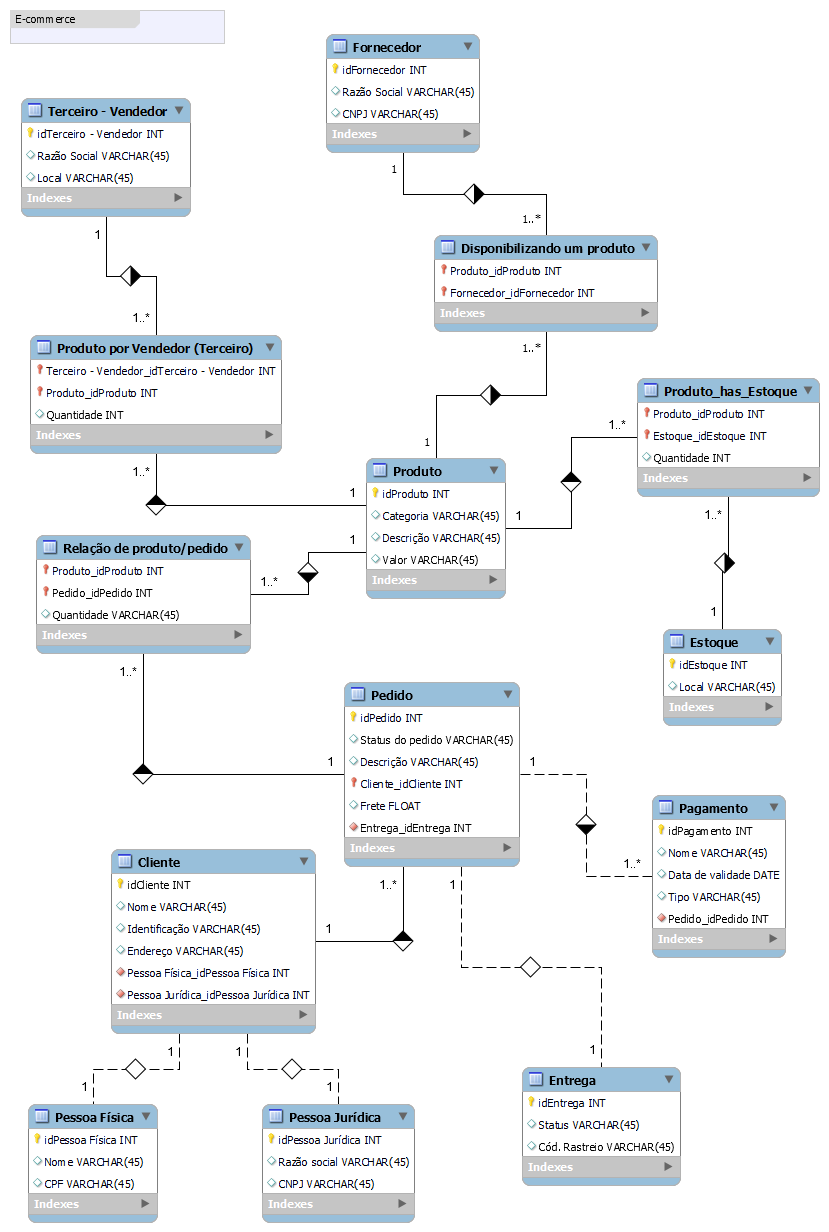 E-commerce
Fornecedor
idFornecedor INT
Razão Social VARCHAR(45)
CNPJ VARCHAR(45)
Indexes
Terceiro - Vendedor
idTerceiro - Vendedor INT
Razão Social VARCHAR(45)
Local VARCHAR(45)
Indexes
1
1..*
1
1..*
Disponibilizando um produto
Produto_idProduto INT
Fornecedor_idFornecedor INT
Indexes
Produto por Vendedor (Terceiro)
Terceiro - Vendedor_idTerceiro - Vendedor INT
Produto_idProduto INT
Quantidade INT
Indexes
1..*
1
1..*
1
Produto_has_Estoque
Produto_idProduto INT
Estoque_idEstoque INT
Quantidade INT
Indexes
1..*
1
Produto
idProduto INT
Categoria VARCHAR(45)
Descrição VARCHAR(45)
Valor VARCHAR(45)
Indexes
1..*
1
Relação de produto/pedido
Produto_idProduto INT
Pedido_idPedido INT
Quantidade VARCHAR(45)
Indexes
1
1..*
Estoque
idEstoque INT
Local VARCHAR(45)
Indexes
1..*
1
Pedido
idPedido INT
Status do pedido VARCHAR(45)
Descrição VARCHAR(45)
Cliente_idCliente INT
Frete FLOAT
Entrega_idEntrega INT
Indexes
1
1..*
Pagamento
idPagamento INT
Nome VARCHAR(45)
Data de validade DATE
Tipo VARCHAR(45)
Pedido_idPedido INT
Indexes
Cliente
idCliente INT
Nome VARCHAR(45)
Identificação VARCHAR(45)
Endereço VARCHAR(45)
Pessoa Física_idPessoa Física INT
Pessoa Jurídica_idPessoa Jurídica INT
Indexes
1..*
1
1
1
1
1
1
1
Pessoa Física
idPessoa Física INT
Nome VARCHAR(45)
CPF VARCHAR(45)
Indexes
Pessoa Jurídica
idPessoa Jurídica INT
Razão social VARCHAR(45)
CNPJ VARCHAR(45)
Indexes
Entrega
idEntrega INT
Status VARCHAR(45)
Cód. Rastreio VARCHAR(45)
Indexes